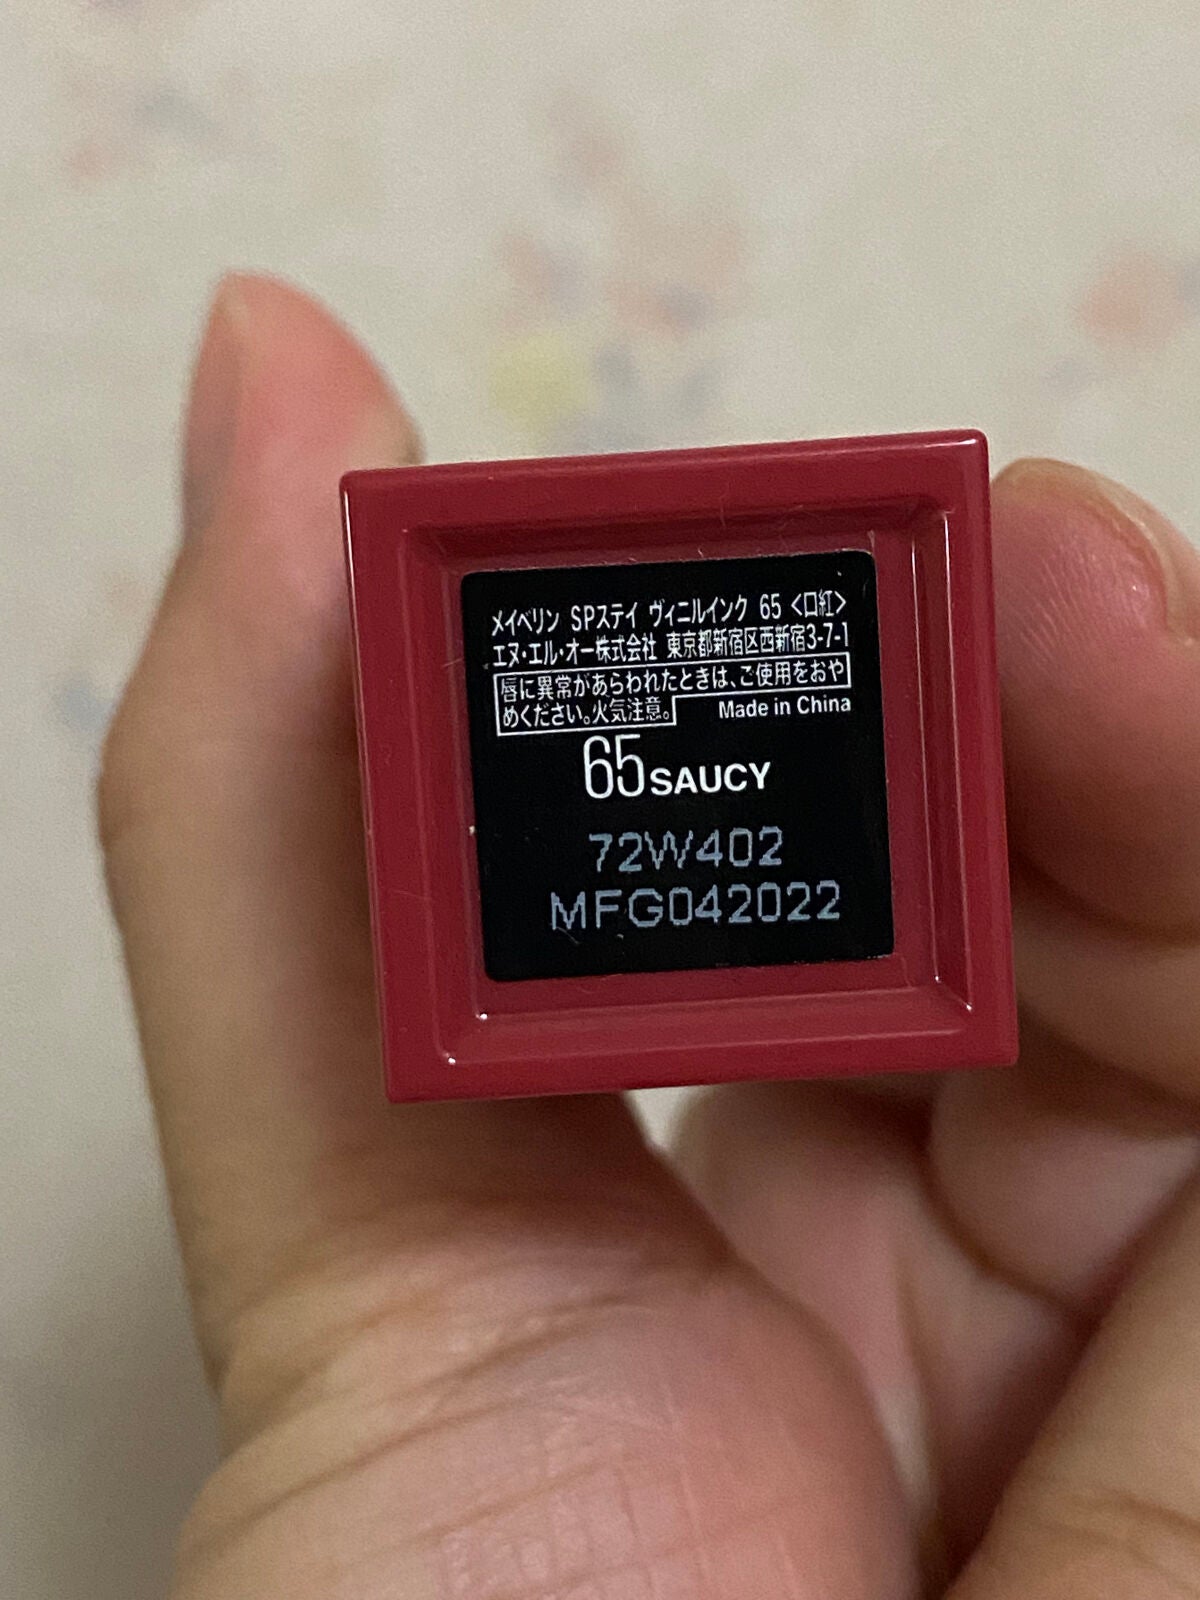 メイベリン SPステイ ヴィニルインク 65 <口紅>
エヌ・エル・オー株式会社 東京都新宿区西新宿3-7-1
唇に異常があらわれたときは、ご使用をおや
めください。火気注意。 Made in China
65 SAUCY
72W402
MFG042022